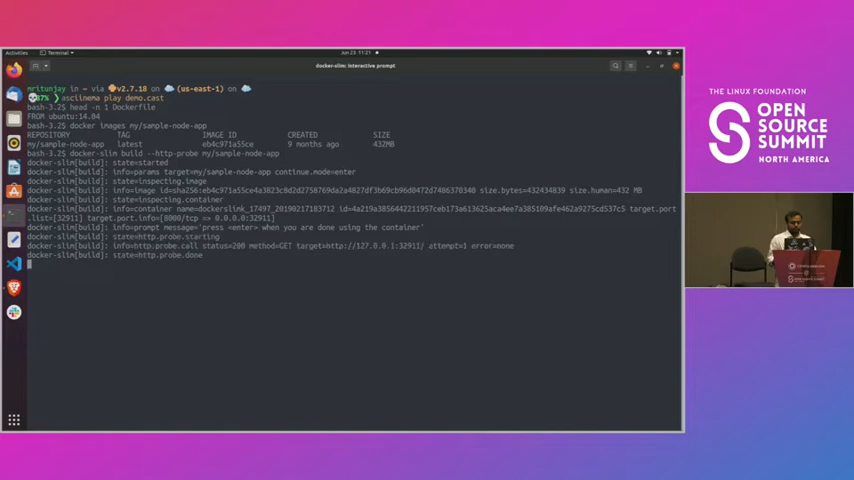 Activities
Terminal
Jun 23 11:21
docker-slim: interactive prompt
mritunjay in ~ via v2.7.18 on (us-east-1) on
87% ❯ asciinema play demo.cast
bash-3.2$ head -n 1 Dockerfile
FROM ubuntu:14.04
bash-3.2$ docker images my/sample-node-app
REPOSITORY TAG IMAGE ID CREATED SIZE
my/sample-node-app latest eb4c971a55ce 9 months ago 432MB
bash-3.2$ docker-slim build --http-probe my/sample-node-app
docker-slim[build]: state=started
docker-slim[build]: info=params target=my/sample-node-app continue.mode=enter
docker-slim[build]: state=inspecting.image
docker-slim[build]: info=image id=sha256:eb4c971a55ce4a3823c8d2d2758769da2a4827df3b69cb96d0472d7486370340 size.bytes=432434839 size.human=432 MB
docker-slim[build]: state=inspecting.container
docker-slim[build]: info=container name=dockerslimk_17497_20190217183712 id=4a219a3856442211957ceb173a613625aca4ee7a385109afe462a9275cd537c5 target.port
.list=[32911] target.port.info=[8000/tcp => 0.0.0.0:32911]
docker-slim[build]: info=prompt message='press <enter> when you are done using the container'
docker-slim[build]: state=http.probe.starting
docker-slim[build]: info=http.probe.call status=200 method=GET target=http://127.0.0.1:32911/ attempt=1 error=none
docker-slim[build]: state=http.probe.done
THE LINUX FOUNDATION
OPEN
SOURCE
SUMMIT
NORTH AMERICA